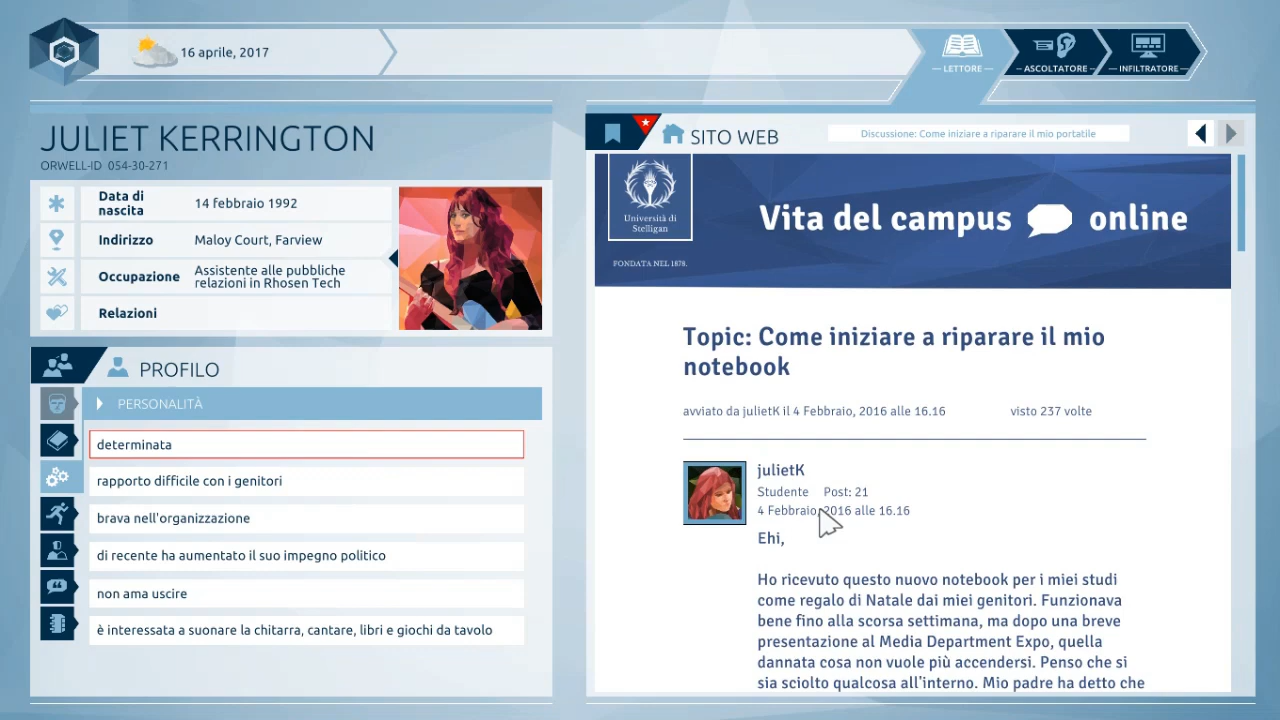 16 aprile, 2017
— LETTORE —
— ASCOLTATORE —
— INFILTRATORE —
JULIET KERRINGTON
ORWELL-ID 054-30-271
Data di
nascita
14 febbraio 1992
Indirizzo
Maloy Court, Farview
Occupazione
Assistente alle pubbliche
relazioni in Rhosen Tech
Relazioni
PROFILO
PERSONALITÀ
determinata
rapporto difficile con i genitori
brava nell'organizzazione
di recente ha aumentato il suo impegno politico
non ama uscire
è interessata a suonare la chitarra, cantare, libri e giochi da tavolo
SITO WEB
Discussione: Come iniziare a riparare il mio portatile
Università di
Stelligan
FONDATA NEL 1878.
Vita del campus online
Topic: Come iniziare a riparare il mio
notebook
avviato da julietK il 4 Febbraio, 2016 alle 16.16
visto 237 volte
julietK
Studente Post: 21
4 Febbraio, 2016 alle 16.16
Ehi,
Ho ricevuto questo nuovo notebook per i miei studi
come regalo di Natale dai miei genitori. Funzionava
bene fino alla scorsa settimana, ma dopo una breve
presentazione al Media Department Expo, quella
dannata cosa non vuole più accendersi. Penso che si
sia sciolto qualcosa all'interno. Mio padre ha detto che